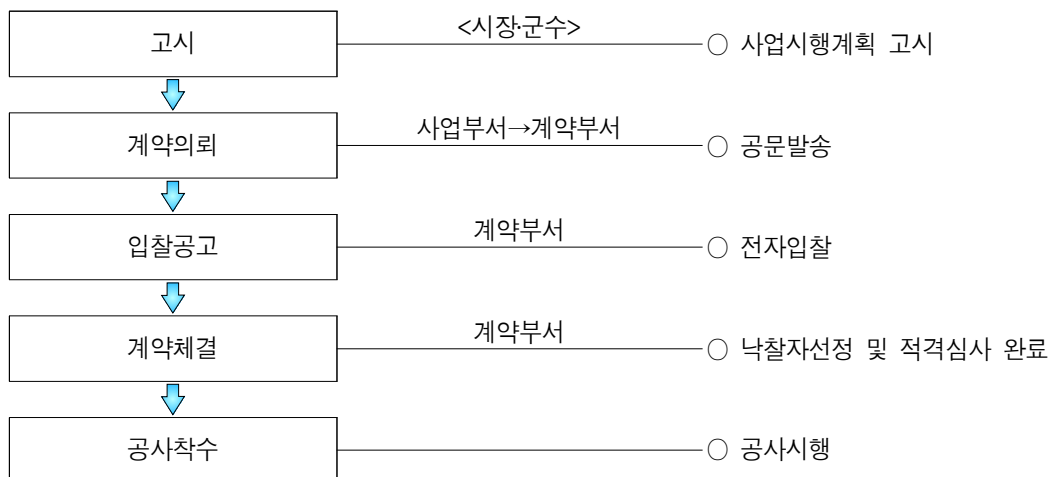 고시 <시장·군수> ○ 사업시행계획 고시
계약의뢰 사업부서→계약부서 ○ 공문발송
입찰공고 계약부서 ○ 전자입찰
계약체결 계약부서 ○ 낙찰자선정 및 적격심사 완료
공사착수 ○ 공사시행